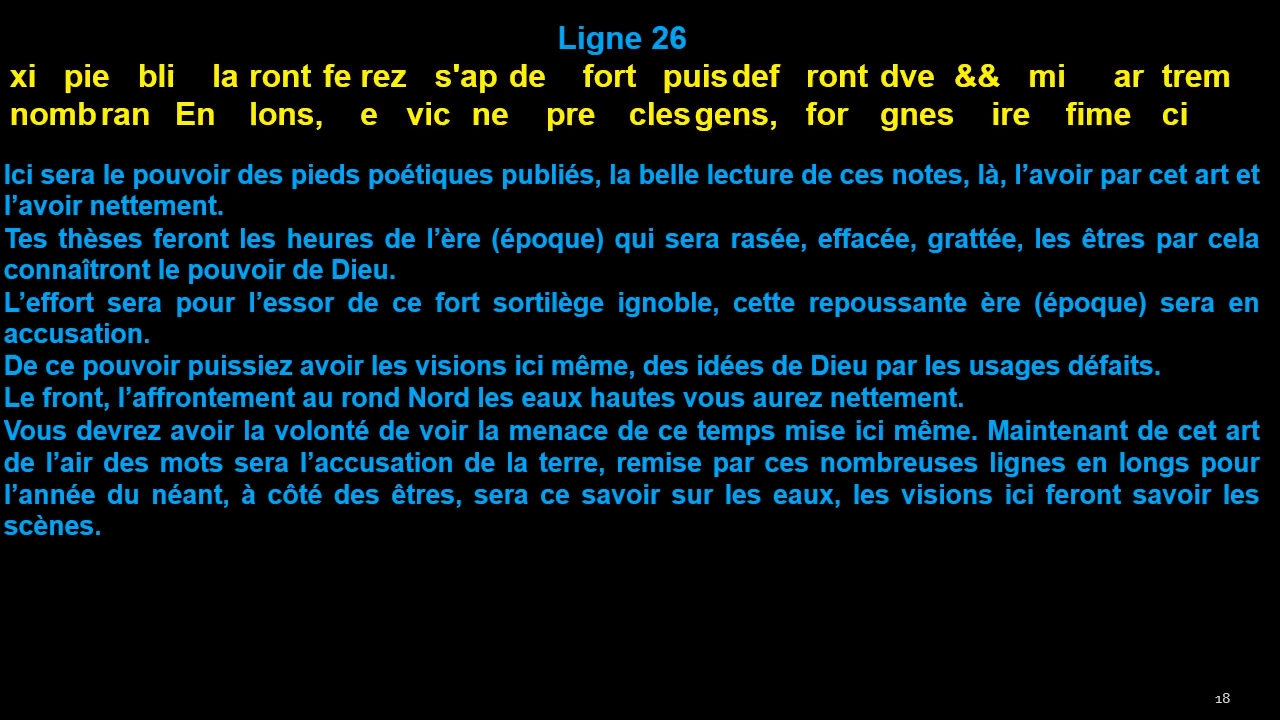 Ligne 26
xi pie bli la ront fe rez s'ap de fort puis def ront dve && mi ar trem
nomb ran En lons, e vic ne pre cles gens, for gnes ire fime ci
Ici sera le pouvoir des pieds poétiques publiés, la belle lecture de ces notes, là, l’avoir par cet art et
l’avoir nettement.
Tes thèses feront les heures de l’ère (époque) qui sera rasée, effacée, grattée, les êtres par cela
connaîtront le pouvoir de Dieu.
L’effort sera pour l’essor de ce fort sortilège ignoble, cette repoussante ère (époque) sera en
accusation.
De ce pouvoir puissiez avoir les visions ici même, des idées de Dieu par les usages défaits.
Le front, l’affrontement au rond Nord les eaux hautes vous aurez nettement.
Vous devrez avoir la volonté de voir la menace de ce temps mise ici même. Maintenant de cet art
de l’air des mots sera l’accusation de la terre, remise par ces nombreuses lignes en longs pour
l’année du néant, à côté des êtres, sera ce savoir sur les eaux, les visions ici feront savoir les
scènes.
18